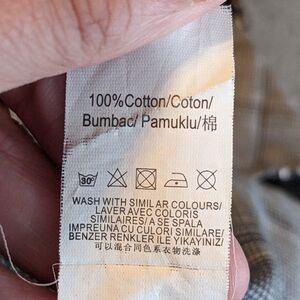 100%Cotton/Coton/
Bumbac/ Pamuklu/棉
30°
WASH WITH SIMILAR COLOURS/
LAVER AVEC COLORIS
SIMILAIRES/A SE SPALA
IMPREUNA CU CULORI SIMILARE/
BENZER RENKLER ILE YIKAYINIZ/
可以混合同色系衣物洗涤